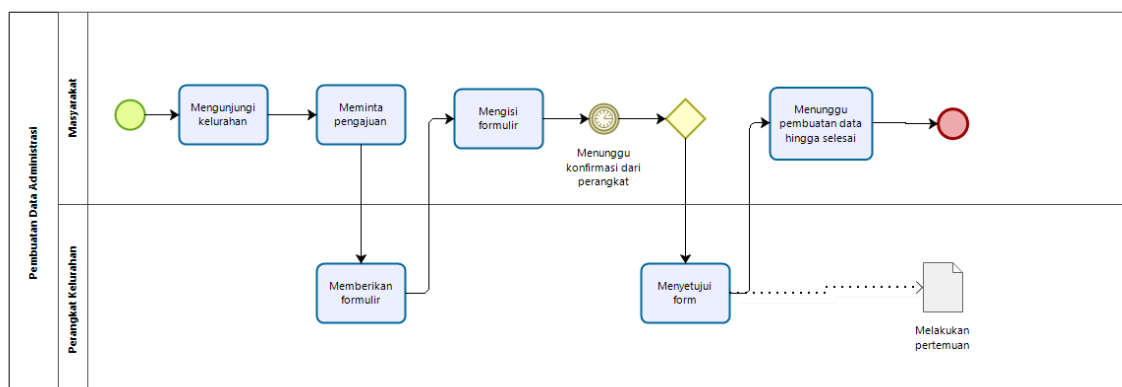 Pembuatan Data Administrasi
Masyarakat
Mengunjungi
kelurahan
Meminta
pengajuan
Mengisi
formulir
Menunggu
konfirmasi dari
perangkat
Menunggu
pembuatan data
hingga selesai
Perangkat Kelurahan
Memberikan
formulir
Menyetujui
form
Melakukan
pertemuan